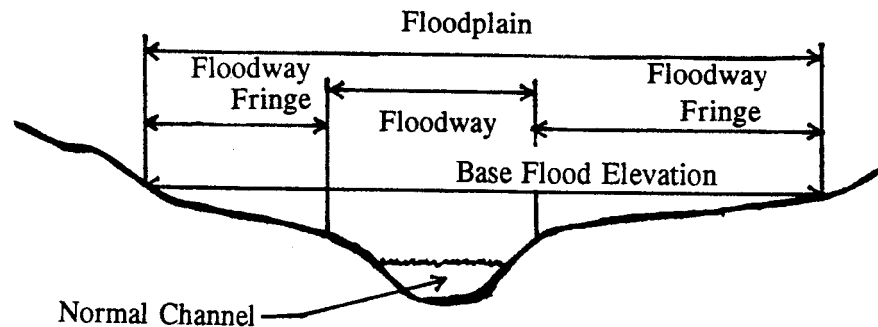 Floodplain
Floodway
Fringe
Floodway
Floodway
Fringe
Base Flood Elevation
Normal Channel